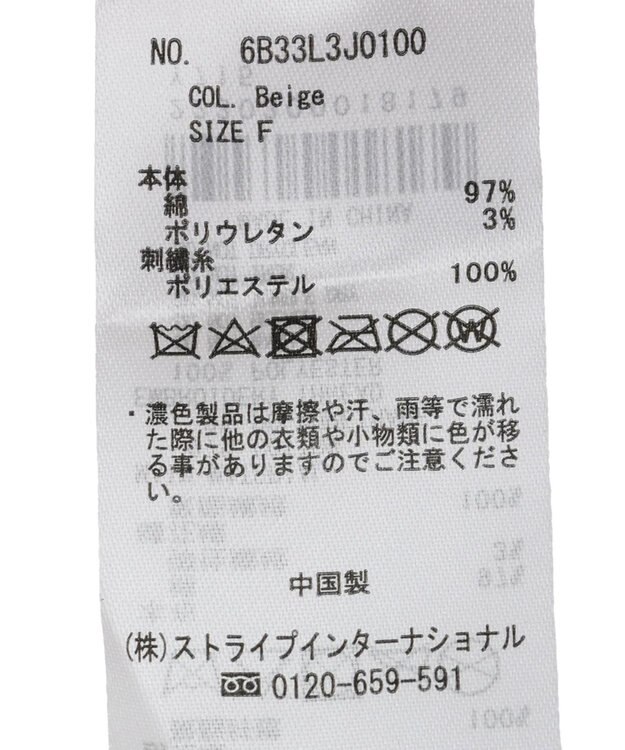 NO. 6B33L3J0100
COL. Beige
SIZE F
本体
綿 97%
ポリウレタン 3%
刺繍糸
ポリエステル 100%
W
・濃色製品は摩擦や汗、雨等で濡れ
た際に他の衣類や小物類に色が移
る事がありますのでご注意くださ
い。
中国製
(株)ストライプインターナショナル
0120-659-591